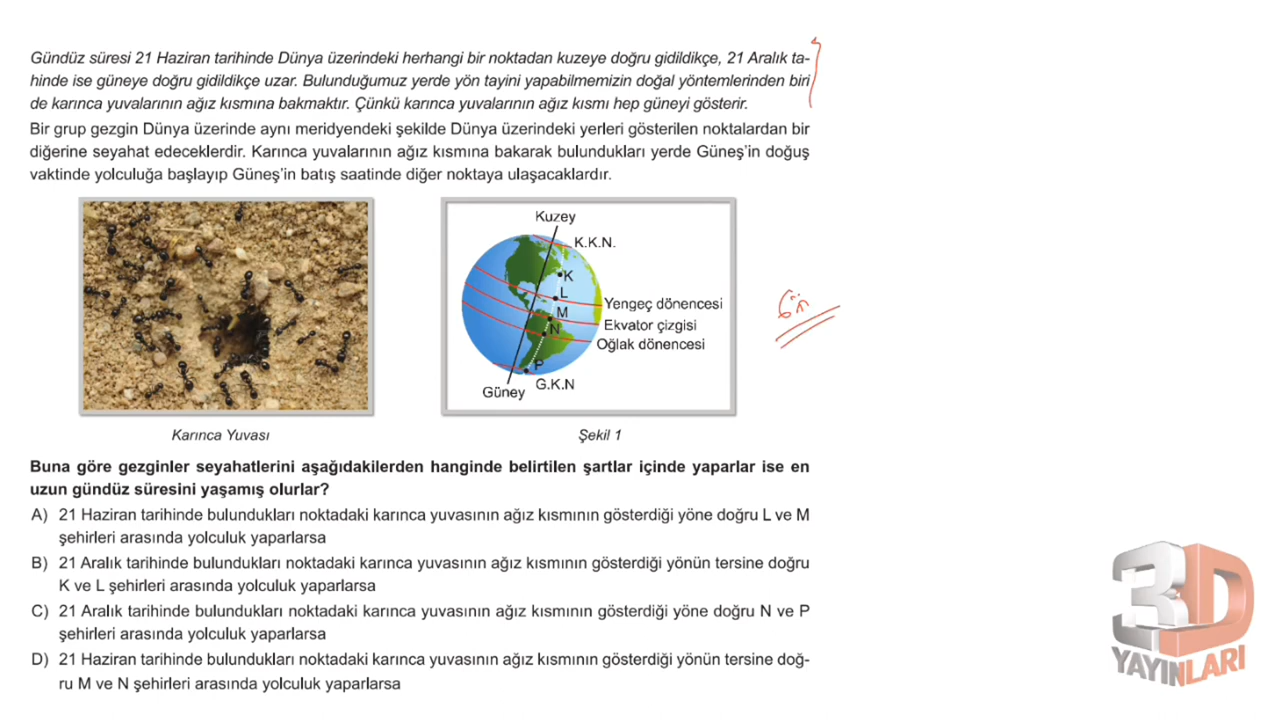 Gündüz süresi 21 Haziran tarihinde Dünya üzerindeki herhangi bir noktadan kuzeye doğru gidildikçe, 21 Aralık ta-
hinde ise güneye doğru gidildikçe uzar. Bulunduğumuz yerde yön tayini yapabilmemizin doğal yöntemlerinden biri
de karınca yuvalarının ağız kısmına bakmaktır. Çünkü karınca yuvalarının ağız kısmı hep güneyi gösterir.
Bir grup gezgin Dünya üzerinde aynı meridyendeki şekilde Dünya üzerindeki yerleri gösterilen noktalardan bir
diğerine seyahat edeceklerdir. Karınca yuvalarının ağız kısmına bakarak bulundukları yerde Güneş'in doğuş
vaktinde yolculuğa başlayıp Güneş'in batış saatinde diğer noktaya ulaşacaklardır.
Kuzey
K.K.N.
K
L
Yengeç dönencesi
M
Ekvator çizgisi
N
Oğlak dönencesi
P
G.K.N
Güney
Karınca Yuvası
Şekil 1
Buna göre gezginler seyahatlerini aşağıdakilerden hanginde belirtilen şartlar içinde yaparlar ise en
uzun gündüz süresini yaşamış olurlar?
A) 21 Haziran tarihinde bulundukları noktadaki karınca yuvasının ağız kısmının gösterdiği yöne doğru L ve M
şehirleri arasında yolculuk yaparlarsa
B) 21 Aralık tarihinde bulundukları noktadaki karınca yuvasının ağız kısmının gösterdiği yönün tersine doğru
K ve L şehirleri arasında yolculuk yaparlarsa
C) 21 Aralık tarihinde bulundukları noktadaki karınca yuvasının ağız kısmının gösterdiği yöne doğru N ve P
şehirleri arasında yolculuk yaparlarsa
D) 21 Haziran tarihinde bulundukları noktadaki karınca yuvasının ağız kısmının gösterdiği yönün tersine doğ-
ru M ve N şehirleri arasında yolculuk yaparlarsa
3D
YAYINLARI